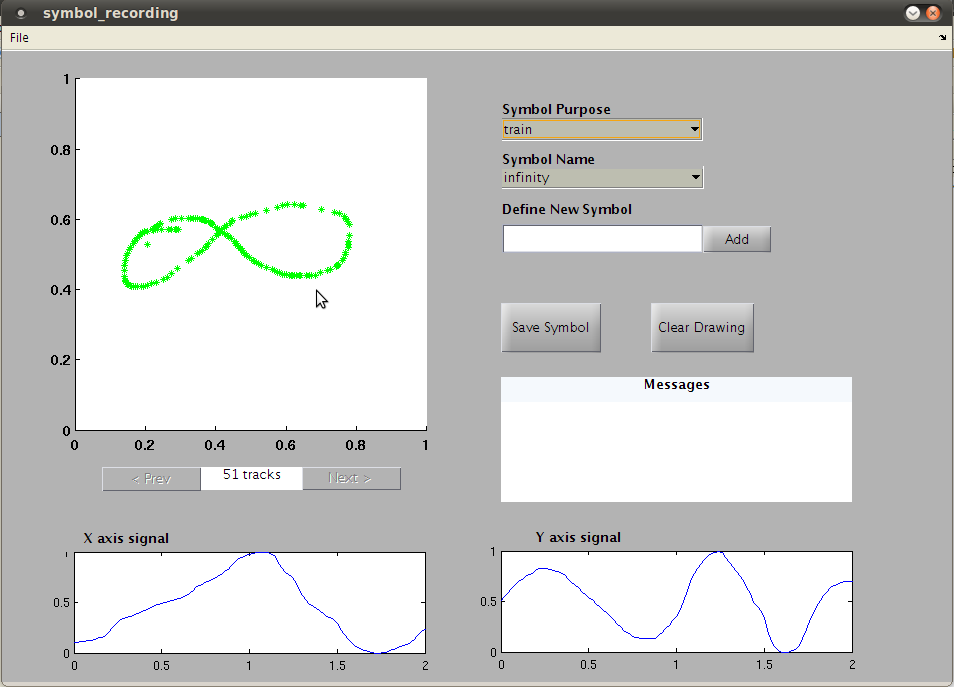 symbol_recording
File
Symbol Purpose
train
Symbol Name
infinity
Define New Symbol
Add
Save Symbol
Clear Drawing
Messages
1
0.8
0.6
0.4
0.2
0
0 0.2 0.4 0.6 0.8 1
< Prev 51 tracks Next >
X axis signal
0.5
0
0 0.5 1 1.5 2
Y axis signal
1
0.5
0
0 0.5 1 1.5 2